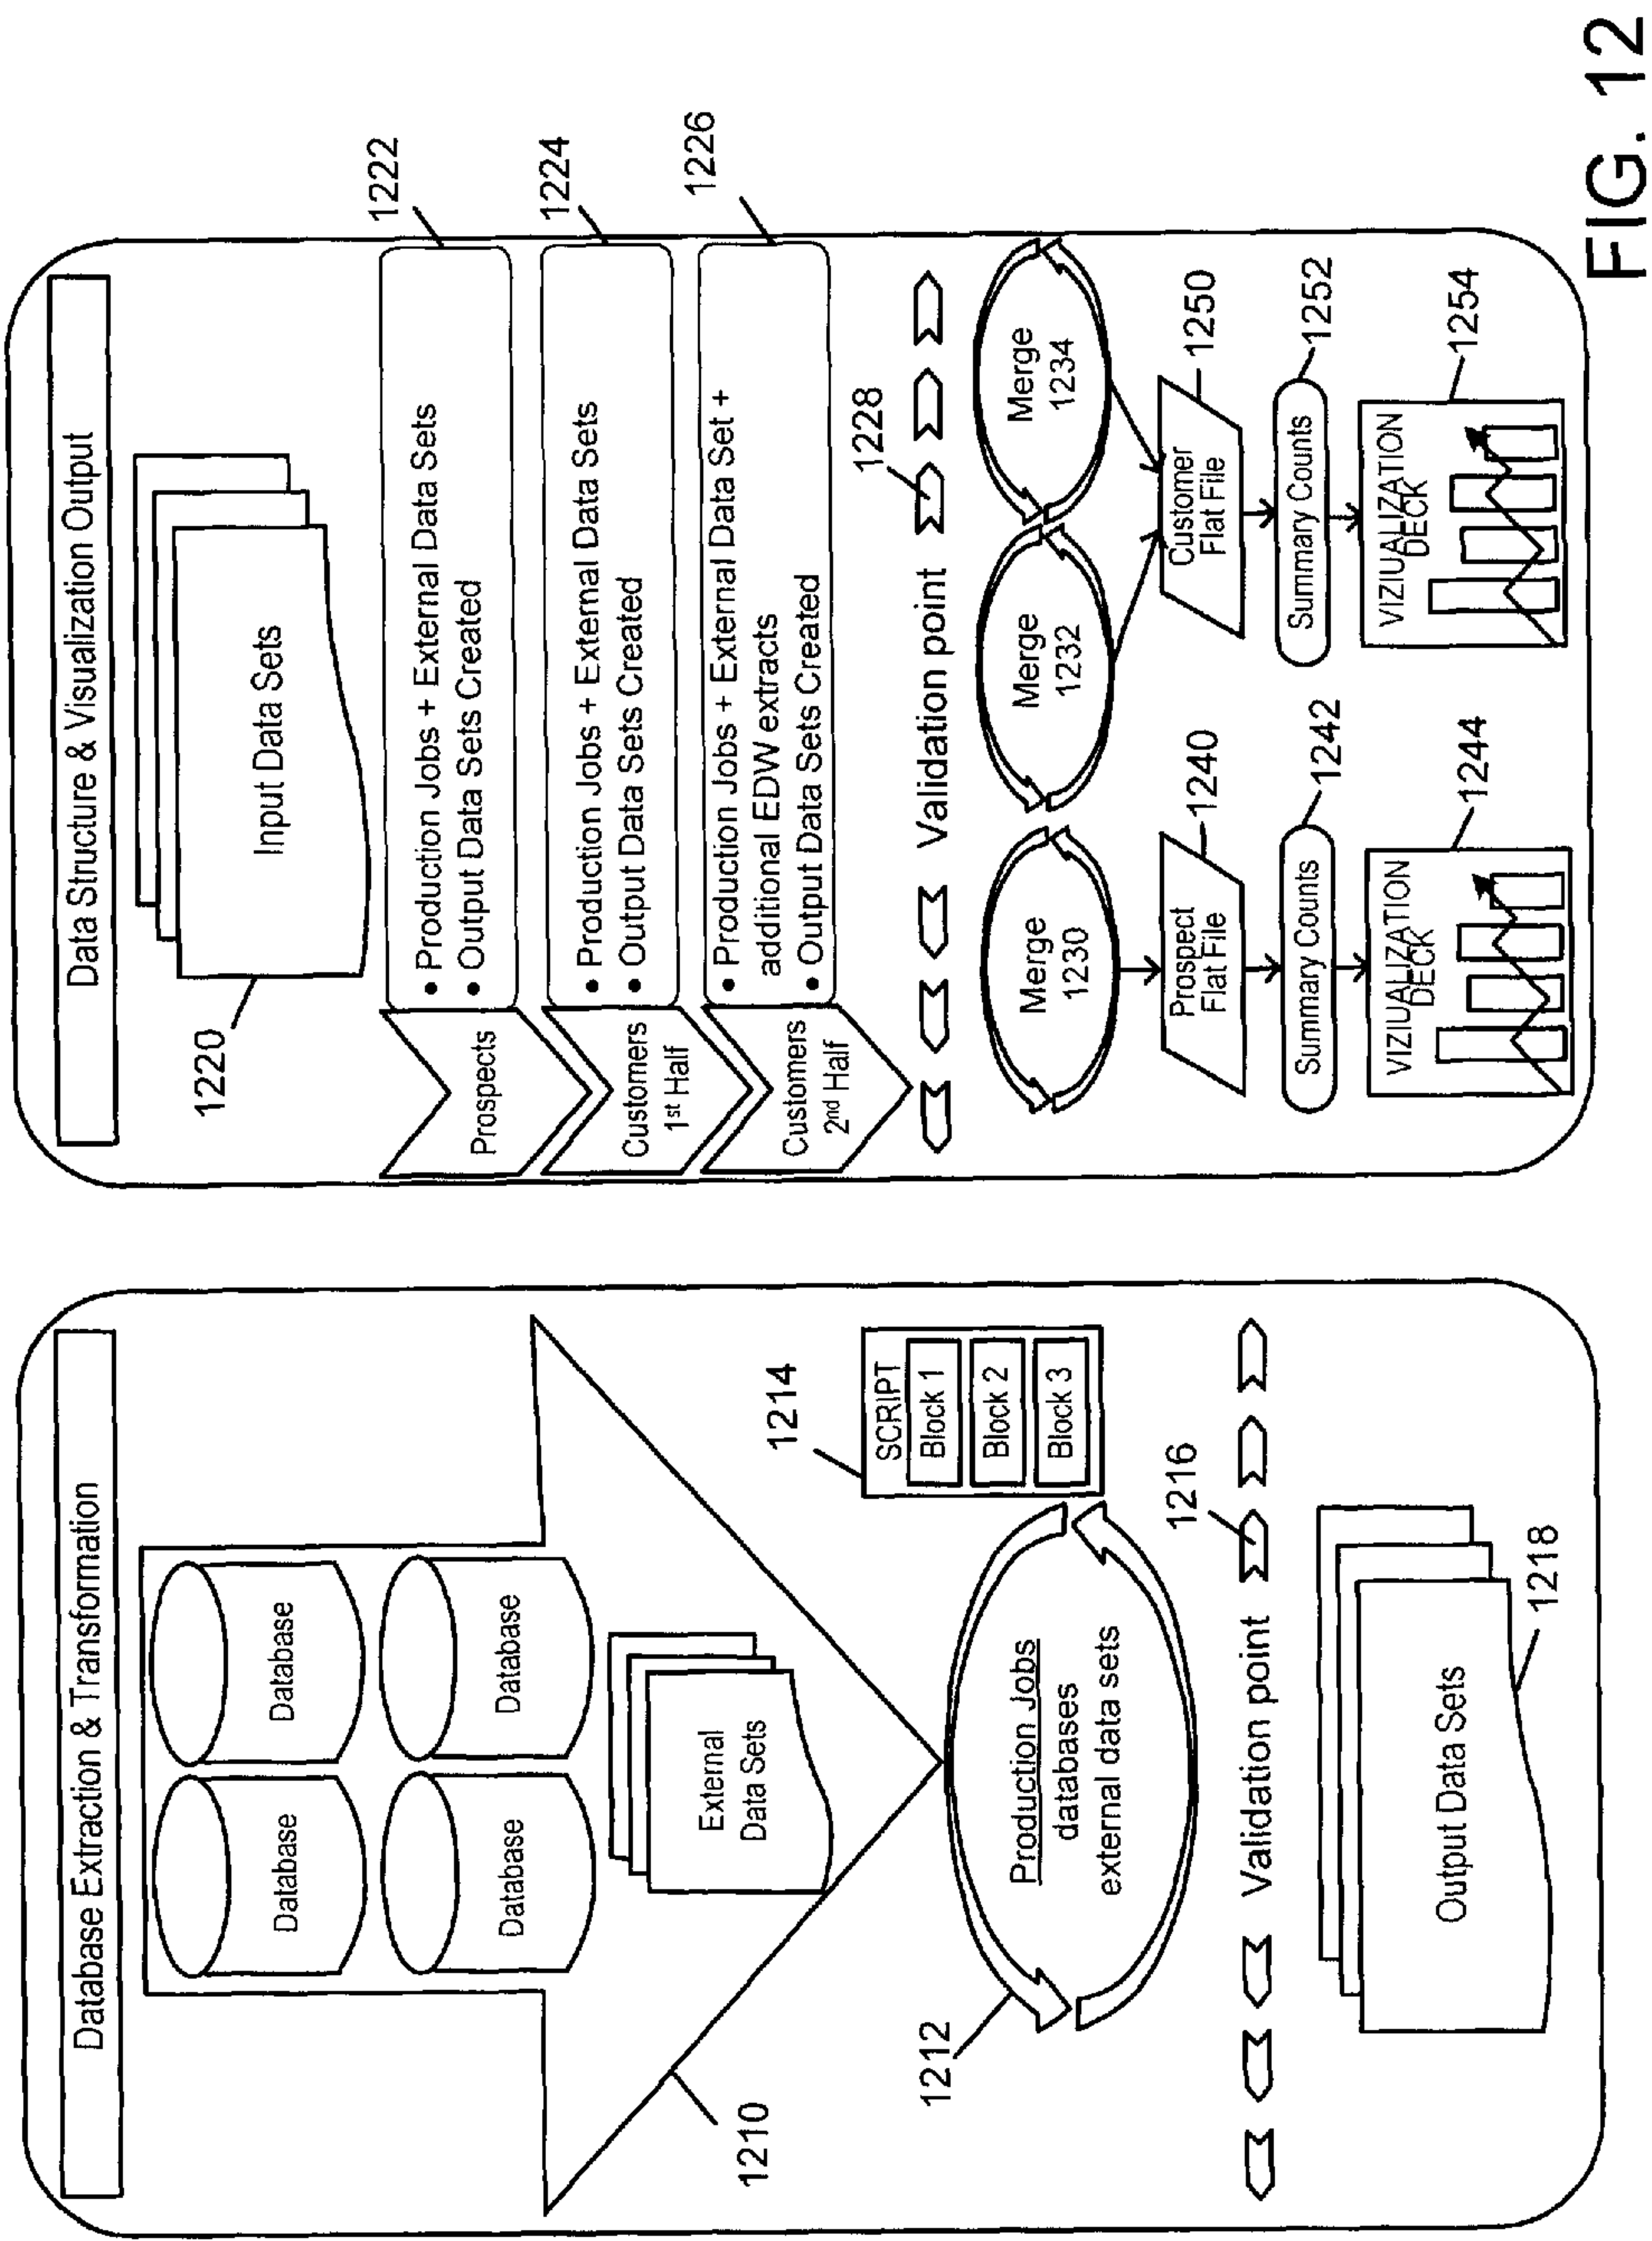 Database Extraction & Transformation
Database
Database
Database
Database
External
Data Sets
1210
1214
SCRIPT
Block 1
Block 2
Block 3
1212
Production Jobs
databases
external data sets
1216
Validation point
Output Data Sets
1218
Data Structure & Visualization Output
Input Data Sets
1220
Prospects
• Production Jobs + External Data Sets
• Output Data Sets Created
1222
Customers
1st Half
• Production Jobs + External Data Sets
• Output Data Sets Created
1224
Customers
2nd Half
• Production Jobs + External Data Set +
additional EDW extracts
• Output Data Sets Created
1226
Validation point
1228
Merge
1230
Merge
1232
Merge
1234
Prospect
Flat File
1240
Customer
Flat File
1250
Summary Counts
1242
Summary Counts
1252
VIZIUALIZATION
DECK
1244
VIZIUALIZATION
DECK
1254
FIG. 12